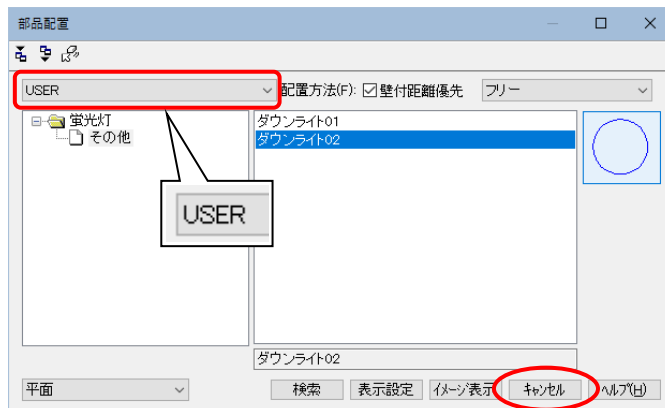 部品配置
USER 配置方法(F): 壁付距離優先 フリー
蛍光灯
その他
ダウンライト01
ダウンライト02
USER
ダウンライト02
平面 検索 表示設定 イメージ表示 キャンセル ヘルプ(H)